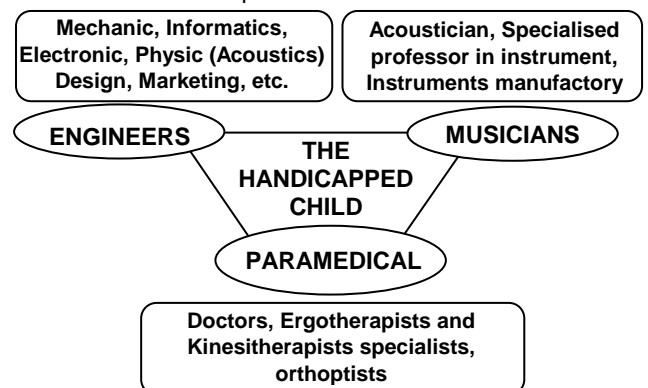 Mechanic, Informatics,
Electronic, Physic (Acoustics)
Design, Marketing, etc.
Acoustician, Specialised
professor in instrument,
Instruments manufactory
ENGINEERS
MUSICIANS
THE
HANDICAPPED
CHILD
PARAMEDICAL
Doctors, Ergotherapists and
Kinesitherapists specialists,
orthoptists